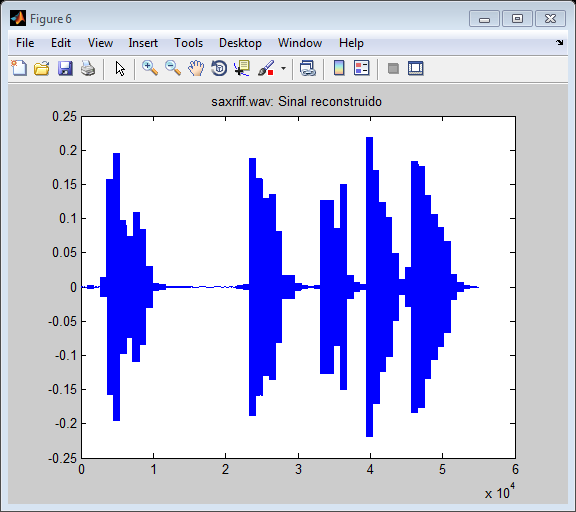 Figure 6
File Edit View Insert Tools Desktop Window Help
saxriff.wav: Sinal reconstruido
0.25
0.2
0.15
0.1
0.05
0
-0.05
-0.1
-0.15
-0.2
-0.25
0 1 2 3 4 5 6
x 10^4